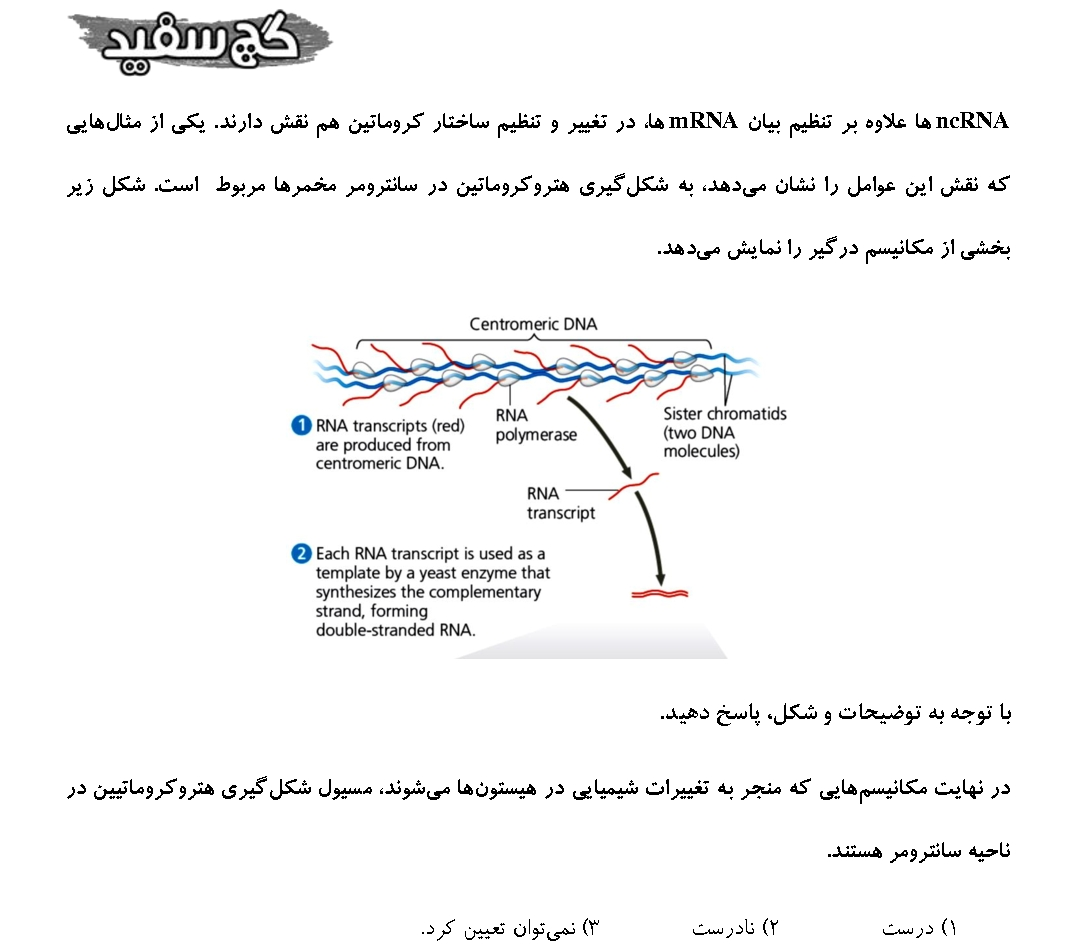 گچ سفید
ncRNA ها علاوه بر تنظیم بیان mRNA ها، در تغییر و تنظیم ساختار کروماتین هم نقش دارند. یکی از مثال‌هایی
که نقش این عوامل را نشان می‌دهد، به شکل‌گیری هتروکروماتین در سانترومر مخمرها مربوط است. شکل زیر
بخشی از مکانیسم درگیر را نمایش می‌دهد.
Centromeric DNA
1 RNA transcripts (red)
are produced from
centromeric DNA.
RNA
polymerase
Sister chromatids
(two DNA
molecules)
RNA
transcript
2 Each RNA transcript is used as a
template by a yeast enzyme that
synthesizes the complementary
strand, forming
double-stranded RNA.
با توجه به توضیحات و شکل، پاسخ دهید.
در نهایت مکانیسم‌هایی که منجر به تغییرات شیمیایی در هیستون‌ها می‌شوند، مسیول شکل‌گیری هتروکروماتیین در
ناحیه سانترومر هستند.
۱) درست ۲) نادرست ۳) نمی‌توان تعیین کرد.